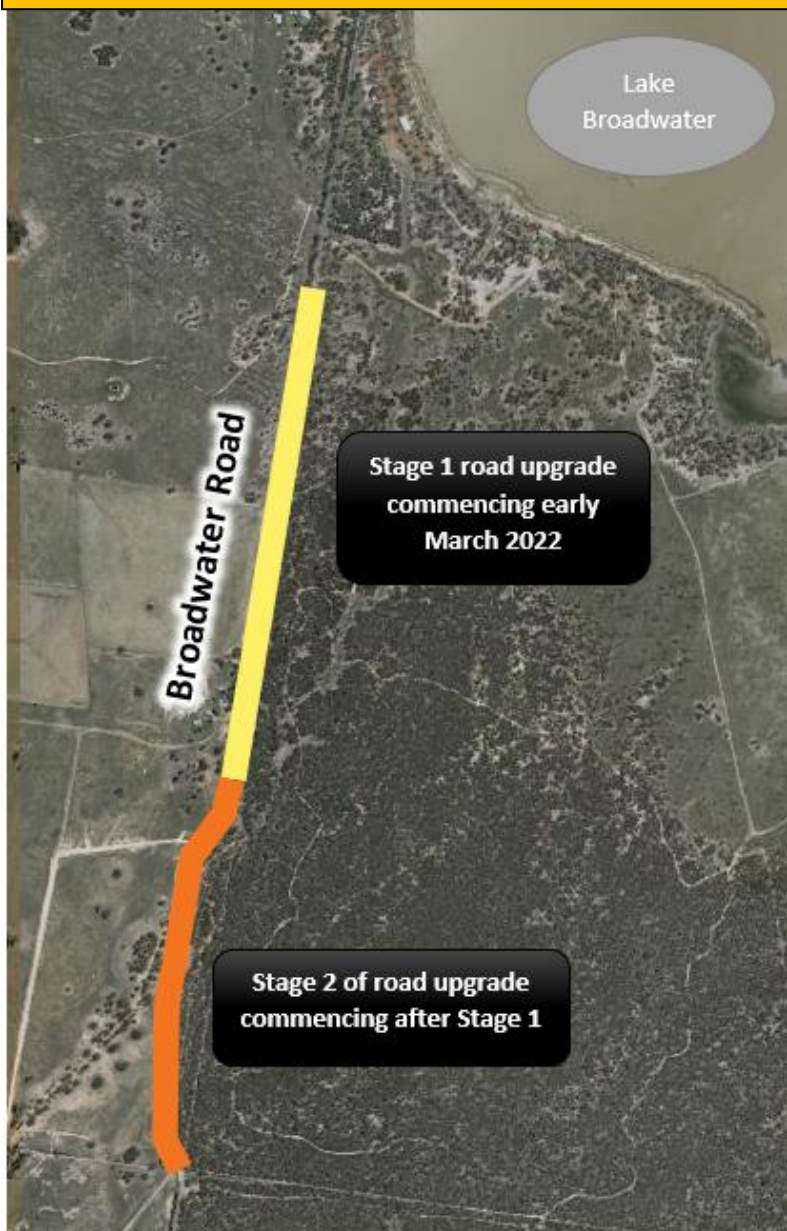 Lake
Broadwater
Stage 1 road upgrade
commencing early
March 2022
Broadwater Road
Stage 2 of road upgrade
commencing after Stage 1